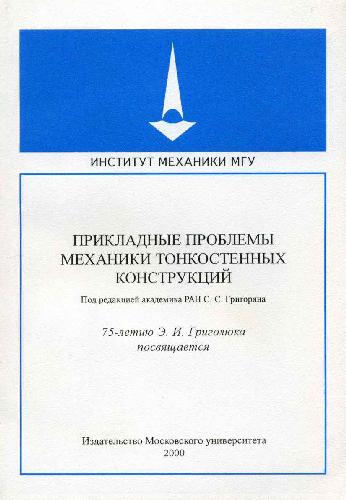 ИНСТИТУТ МЕХАНИКИ МГУ
ПРИКЛАДНЫЕ ПРОБЛЕМЫ
МЕХАНИКИ ТОНКОСТЕННЫХ
КОНСТРУКЦИЙ
Под редакцией академика РАН С. С. Григоряна
75-летию Э. И. Григолюка
посвящается
Издательство Московского университета
2000